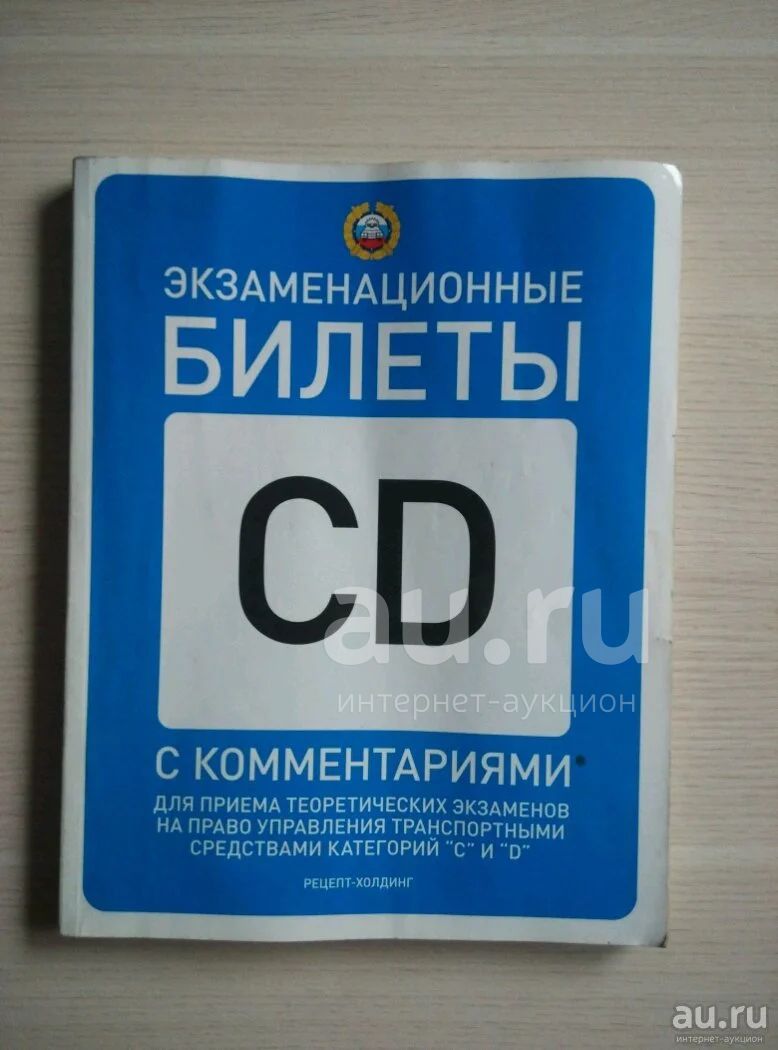 ЭКЗАМЕНАЦИОННЫЕ
БИЛЕТЫ
CD
au.ru
интернет-аукцион
С КОММЕНТАРИЯМИ*
ДЛЯ ПРИЕМА ТЕОРЕТИЧЕСКИХ ЭКЗАМЕНОВ
НА ПРАВО УПРАВЛЕНИЯ ТРАНСПОРТНЫМИ
СРЕДСТВАМИ КАТЕГОРИЙ "C" И "D"
РЕЦЕПТ-ХОЛДИНГ
au.ru
интернет-аукцион